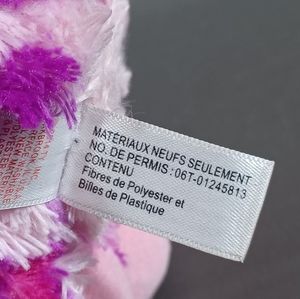 MATÉRIAUX NEUFS SEULEMENT
NO. DE PERMIS : 06T-01245813
CONTENU
Fibres de Polyester et
Billes de Plastique